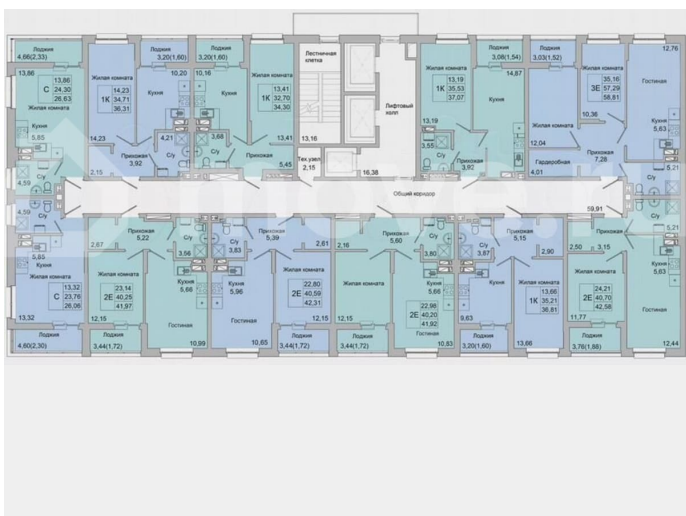 Лоджия
4,66(2,33)
13,86
С
13,86
24,30
26,63
Кухня
5,65
4,59
Жилая комната
1К
14,23
34,71
36,31
14,23
2,15
Прихожая
3,92
Лоджия
3,20(1,60)
10,20
Кухня
С/у
4,21
Лоджия
3,20(1,60)
10,16
Кухня
С/у
3,68
Жилая комната
1К
13,41
32,70
34,30
13,41
Прихожая
5,45
Лестничная
клетка
13,16
Тех.узел
2,15
16,38
Лифтовый
холл
Жилая комната
1К
13,19
35,53
37,07
13,19
С/у
3,55
Лоджия
3,08(1,54)
14,87
Кухня
Прихожая
3,92
Лоджия
3,03(1,52)
Жилая комната
12,04
Гардеробная
4,01
Жилая комната
3Е
35,16
57,29
58,81
10,36
Прихожая
7,28
12,76
Гостиная
Кухня
5,63
5,21
С/у
Общий коридор
59,91
4,59
С/у
Кухня
5,85
Жилая комната
С
13,32
23,76
26,06
13,32
Лоджия
4,60(2,30)
2,67
Прихожая
5,22
Жилая комната
2Е
23,14
40,25
41,97
12,15
Лоджия
3,44(1,72)
С/у
3,56
Кухня
5,66
Гостиная
10,99
С/у
3,83
Прихожая
5,39
2,61
Кухня
5,96
Гостиная
10,65
Жилая комната
2Е
22,80
40,59
42,31
12,15
Лоджия
3,44(1,72)
2,16
Прихожая
5,60
Жилая комната
12,15
Лоджия
3,44(1,72)
С/у
3,80
Кухня
5,66
Гостиная
2Е
22,98
40,20
41,92
10,83
С/у
3,87
Прихожая
5,15
2,90
Кухня
9,63
Лоджия
3,20(1,60)
Жилая комната
1К
13,66
35,21
36,81
13,66
2,50
Прихожая
3,15
Жилая комната
2Е
24,21
40,70
42,58
11,77
Лоджия
3,76(1,88)
С/у
5,21
Кухня
5,63
Гостиная
12,44